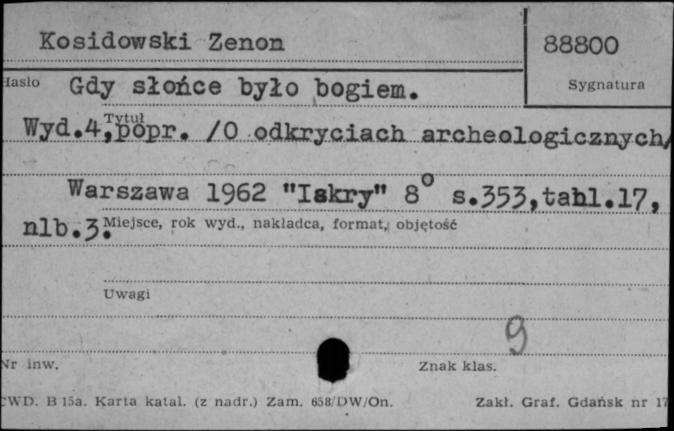 Kosidowski Zenon
88800
Hasło
Sygnatura
Gdy słońce było bogiem.
Tytuł
Wyd.4,popr. /O odkryciach archeologicznych/
Warszawa 1962 "Iskry" 8° s.353,tabl.17,
nlb.3.
Miejsce, rok wyd., nakładca, format, objętość
Uwagi
9
Nr inw.
Znak klas.
CWD. B 15a. Karta katal. (z nadr.) Zam. 658/DW/On.
Zakł. Graf. Gdańsk nr 17